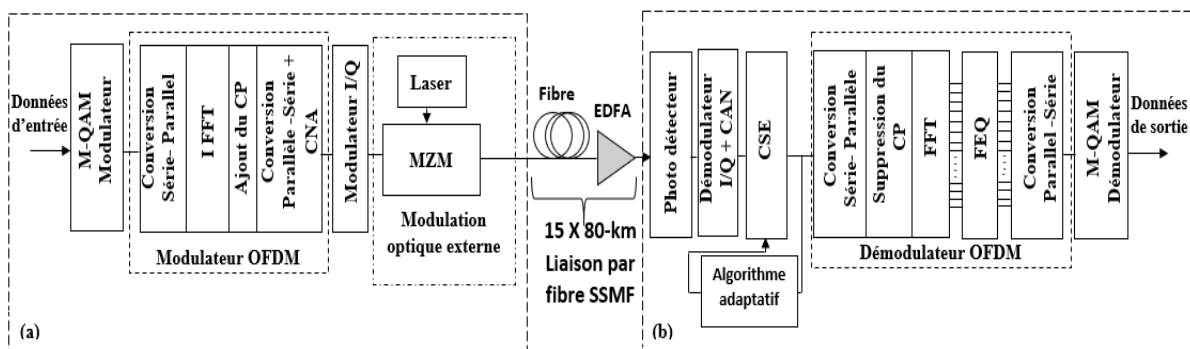 Données
d'entrée
M-QAM
Modulateur
Conversion
Série- Parallel
I FFT
Ajout du CP
Conversion
Parallèle -Série +
CNA
Modulateur OFDM
Modulateur I/Q
Laser
MZM
Modulation
optique externe
(a)
Fibre
EDFA
15 X 80-km
Liaison par
fibre SSMF
Photo détecteur
Démodulateur
I/Q + CAN
CSE
Algorithme
adaptatif
Conversion
Série- Parallèle
Suppression du
CP
FFT
FEQ
Conversion
Parallel -Série
Démodulateur OFDM
M-QAM
Démodulateur
Données
de sortie
(b)